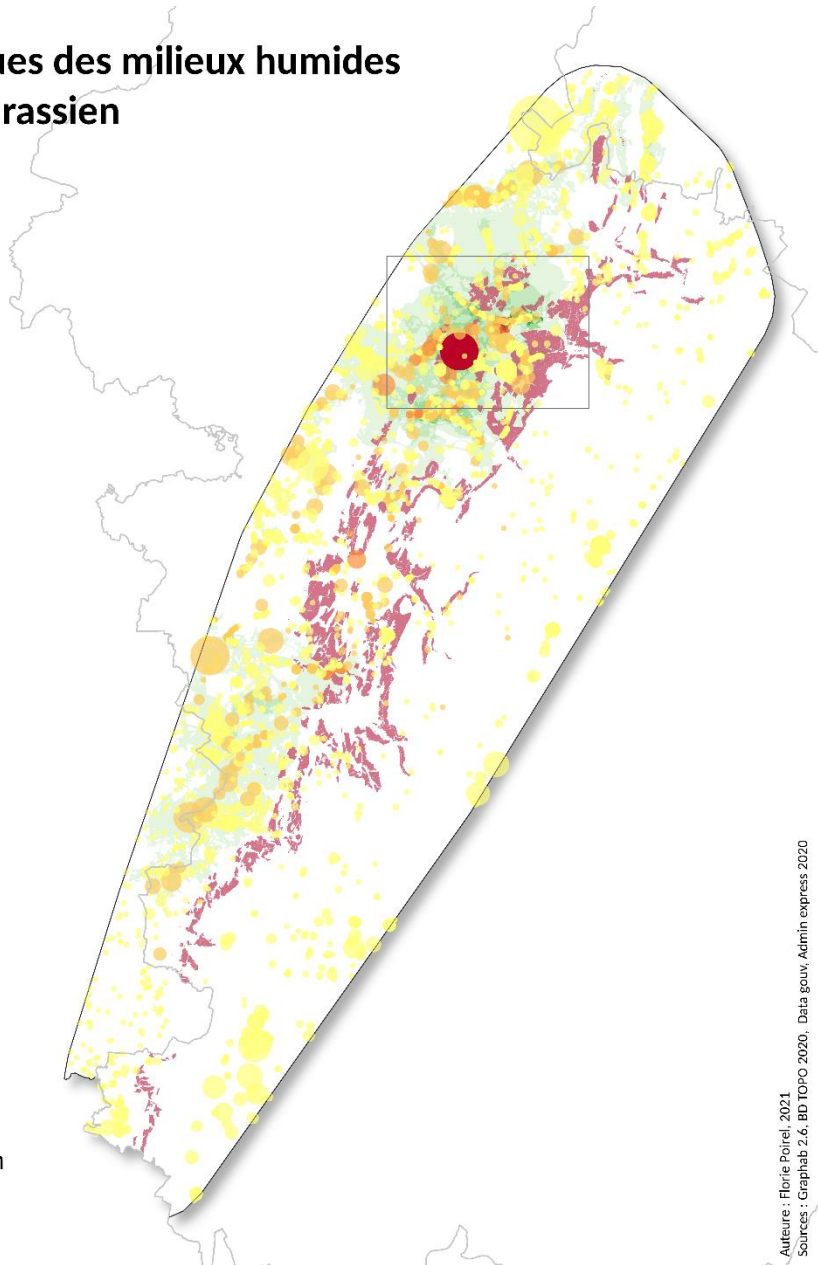 ues des milieux humides
rassien
n
Auteure : Florie Poirel, 2021
Sources : Graphab 2.6, BD TOPO 2020, Data gouv, Admin express 2020